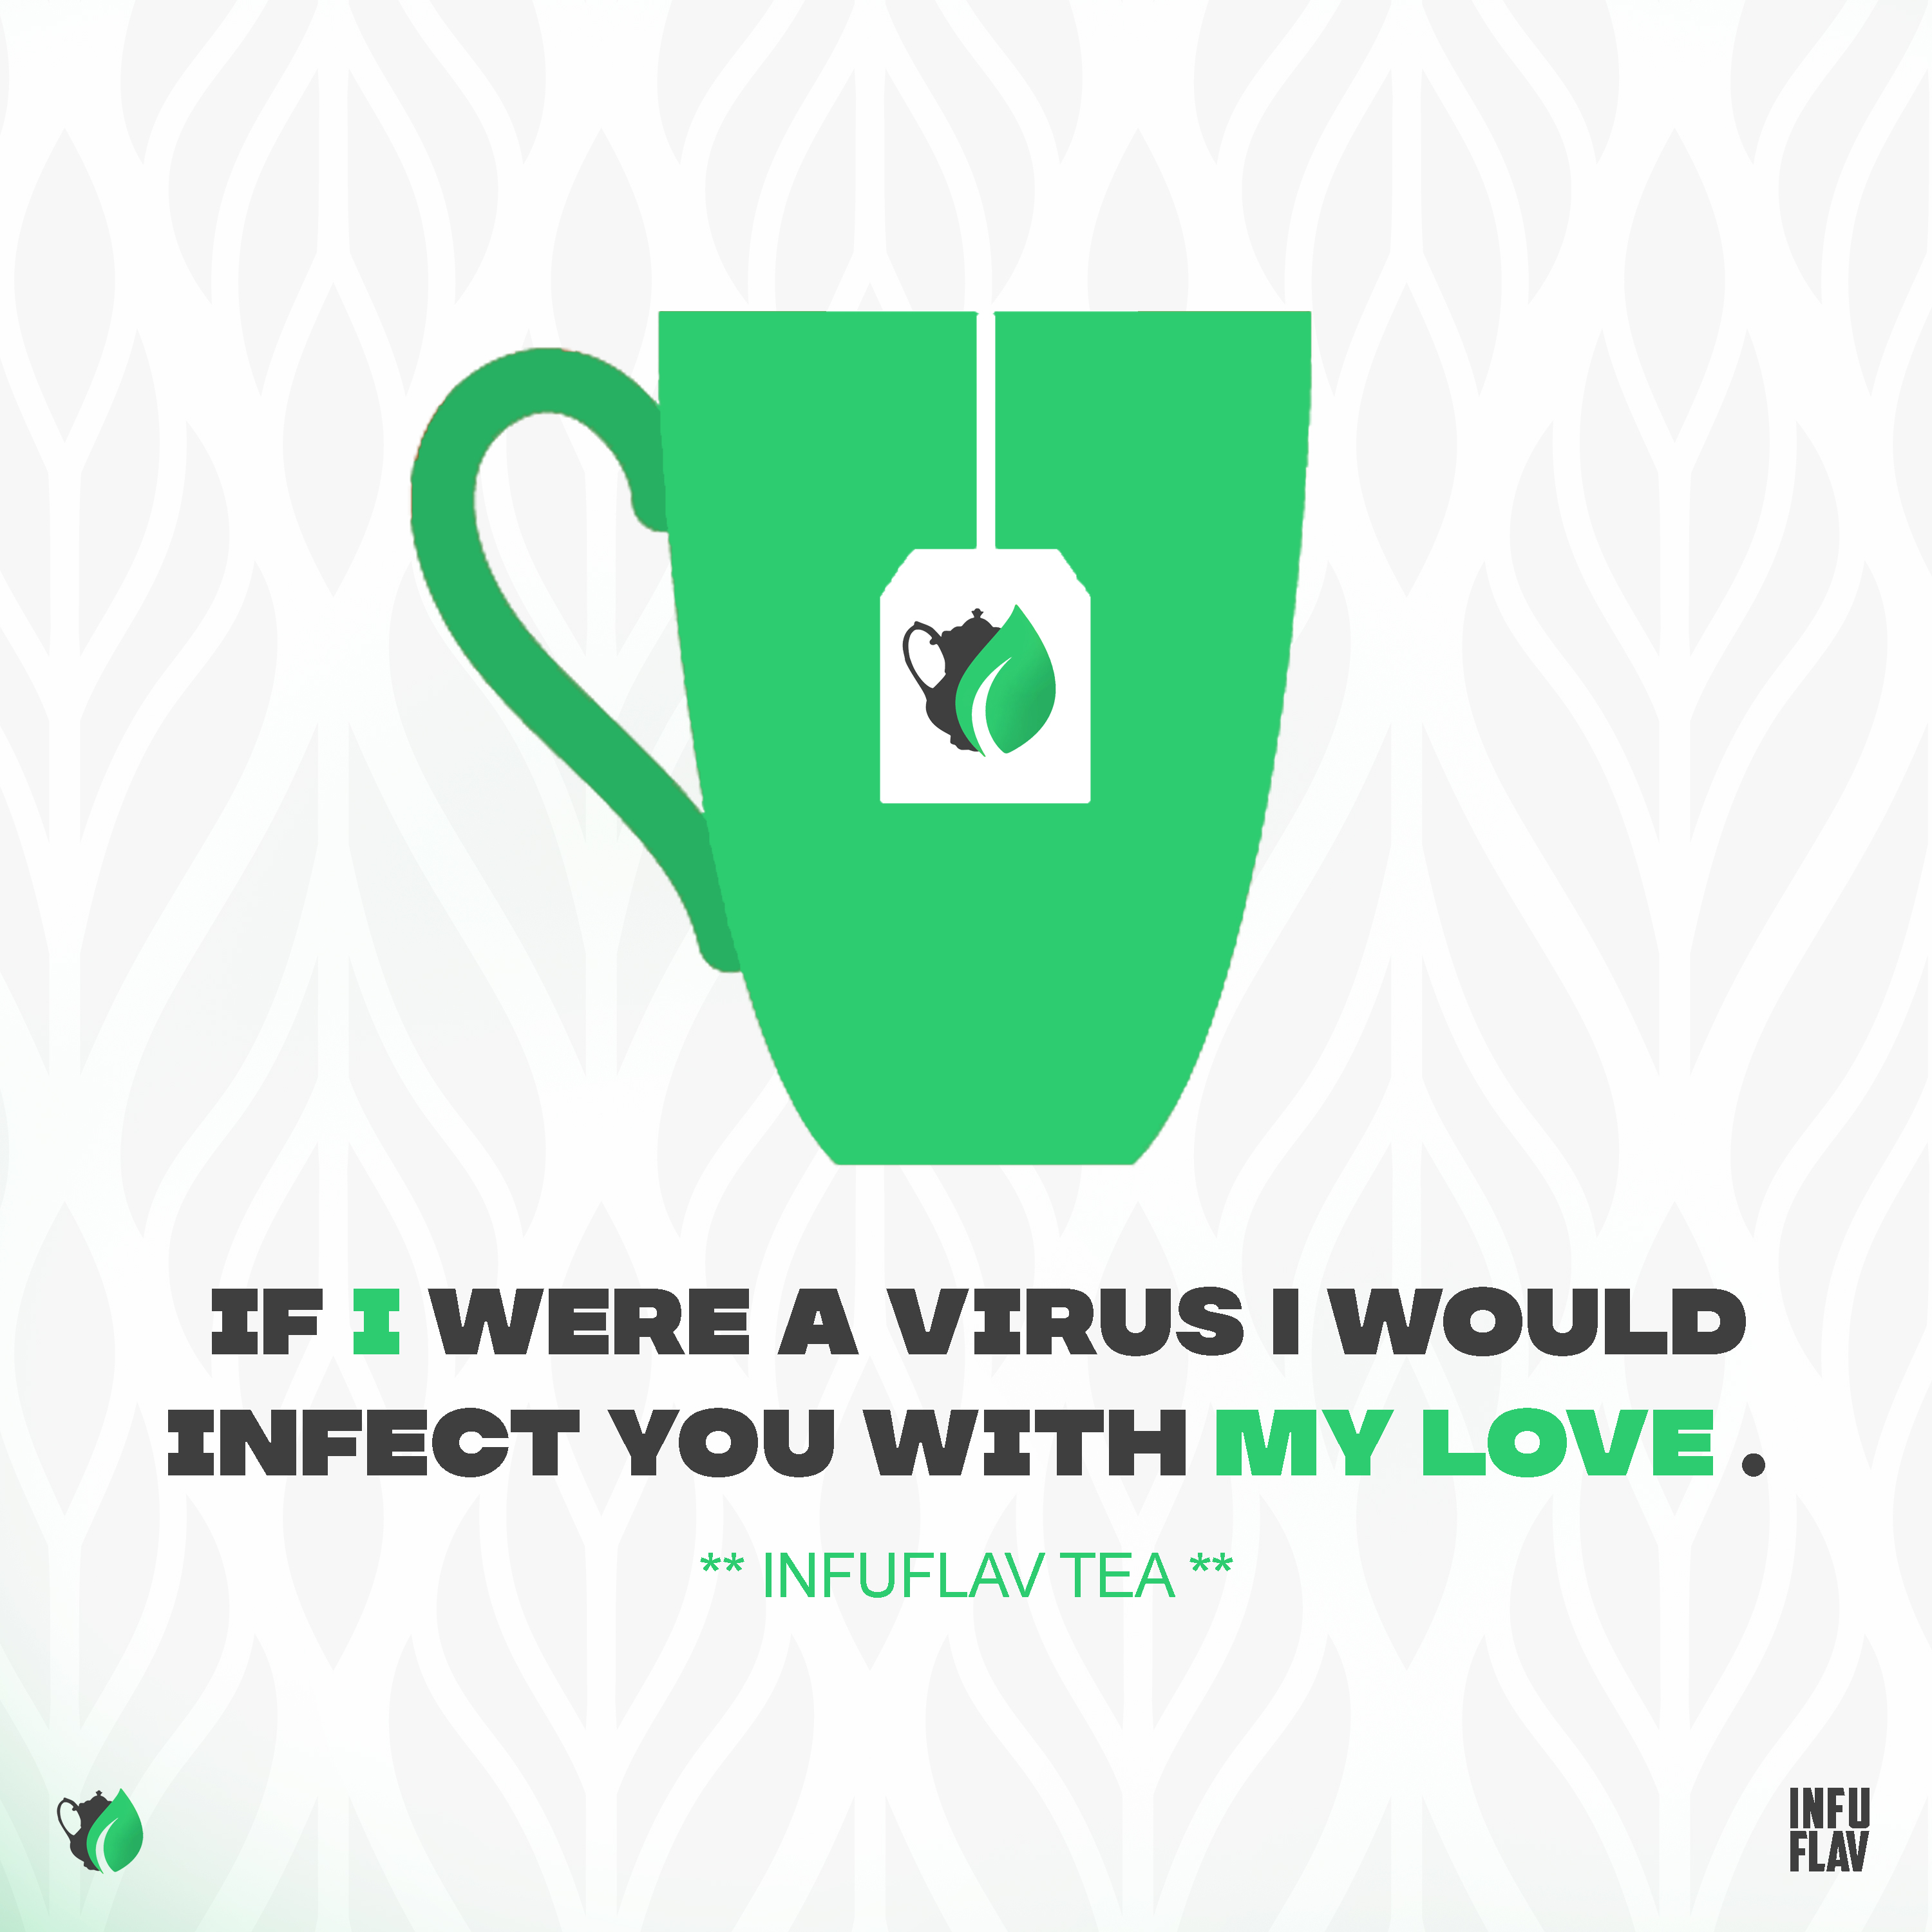 IF I WERE A VIRUS I WOULD
INFECT YOU WITH MY LOVE .
** INFUFLAV TEA **
INFU
FLAV